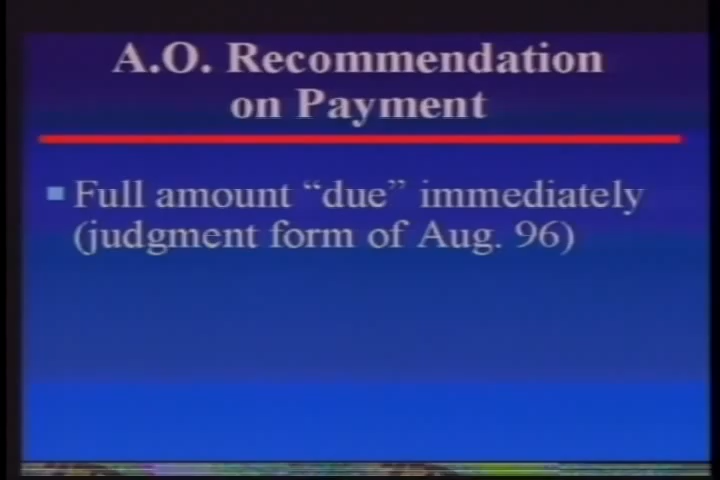 A.O. Recommendation
on Payment
Full amount “due” immediately
(judgment form of Aug. 96)